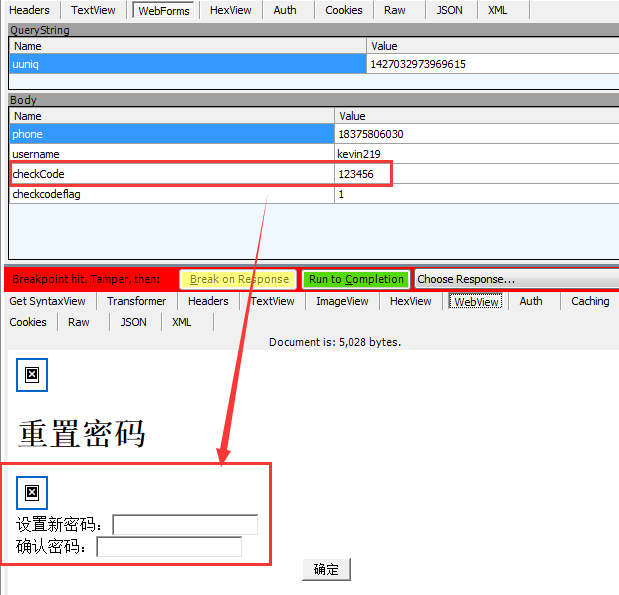 Headers TextView WebForms HexView Auth Cookies Raw JSON XML
QueryString
Name Value
uuniq 1427032973969615
Body
Name Value
phone 18375806030
username kevin219
checkCode 123456
checkcodeflag 1
Breakpoint hit. Tamper, then: Break on Response Run to Completion Choose Response...
Get SyntaxView Transformer Headers TextView ImageView HexView WebView Auth Caching
Cookies Raw JSON XML
Document is: 5,028 bytes.
重置密码
设置新密码：
确认密码：
确定